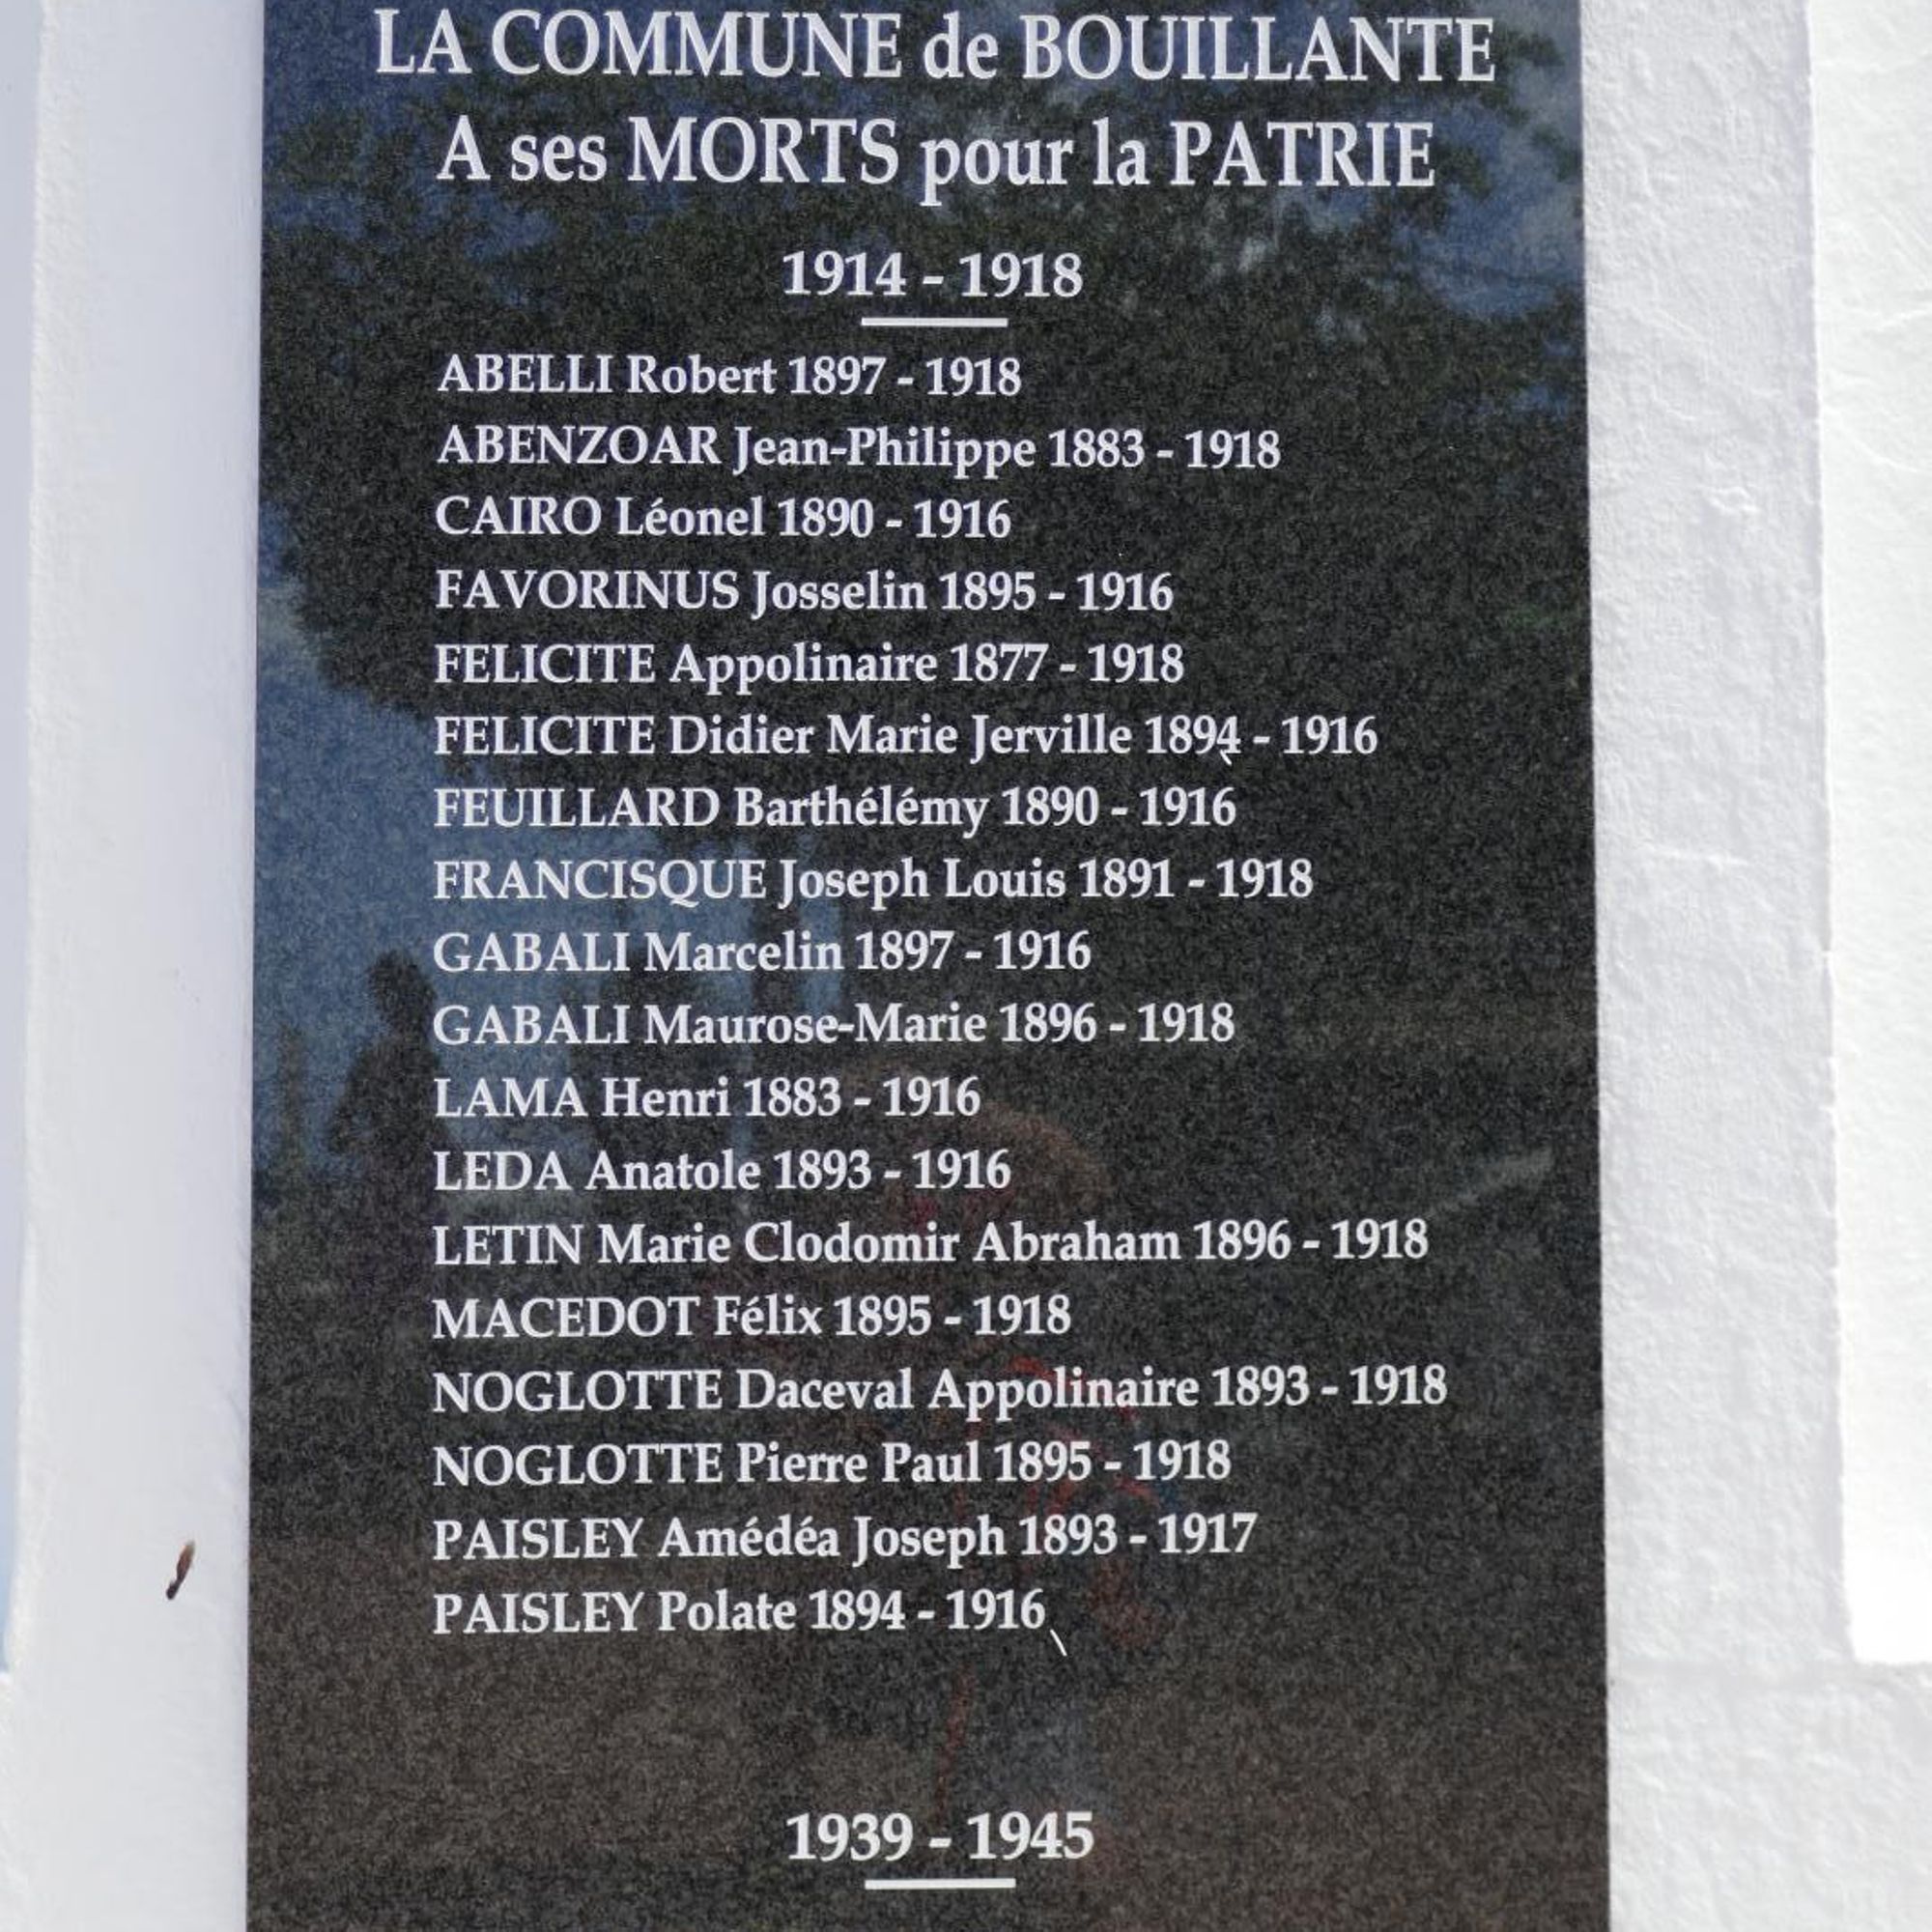 LA COMMUNE de BOUILLANTE
A ses MORTS pour la PATRIE
1914 - 1918
ABELLI Robert 1897 - 1918
ABENZOAR Jean-Philippe 1883 - 1918
CAIRO Léonel 1890 - 1916
FAVORINUS Josselin 1895 - 1916
FELICITE Appolinaire 1877 - 1918
FELICITE Didier Marie Jerville 1894 - 1916
FEUILLARD Barthélémy 1890 - 1916
FRANCISQUE Joseph Louis 1891 - 1918
GABALI Marcelin 1897 - 1916
GABALI Maurose-Marie 1896 - 1918
LAMA Henri 1883 - 1916
LEDA Anatole 1893 - 1916
LETIN Marie Clodomir Abraham 1896 - 1918
MACEDOT Félix 1895 - 1918
NOGLOTTE Daceval Appolinaire 1893 - 1918
NOGLOTTE Pierre Paul 1895 - 1918
PAISLEY Amédéa Joseph 1893 - 1917
PAISLEY Polate 1894 - 1916
1939 - 1945